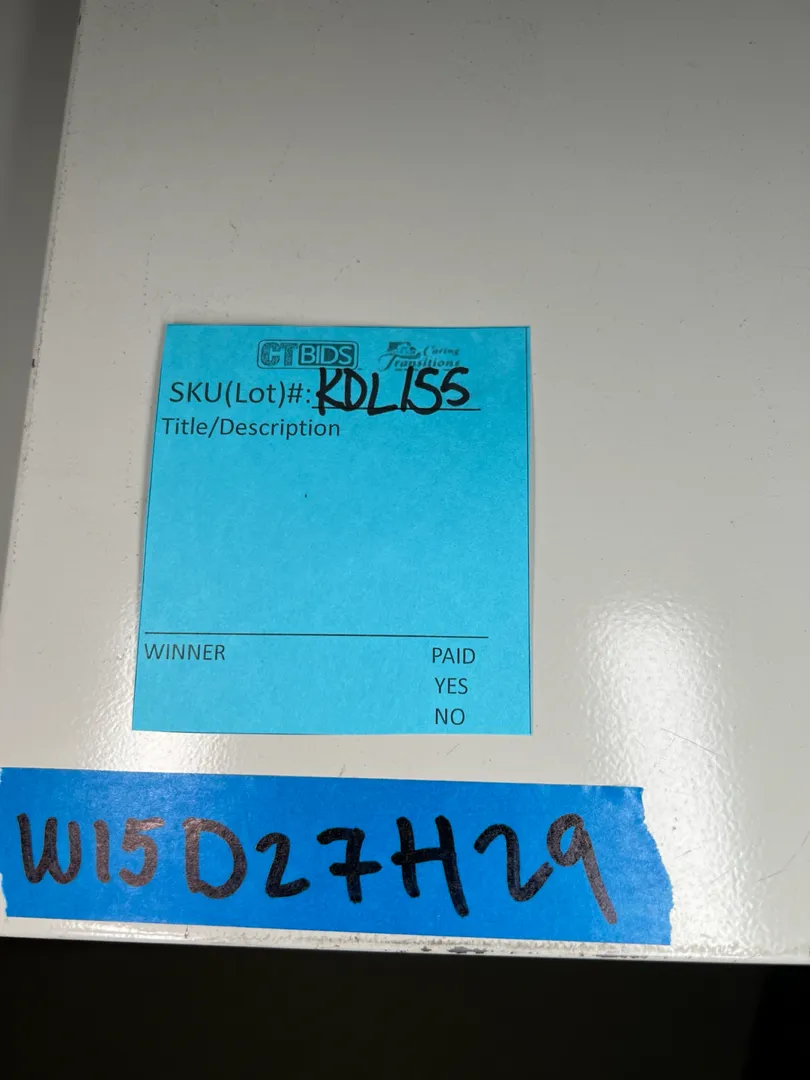 CTBIDS Caring
Transitions
SKU(Lot)#: KDL155
Title/Description
WINNER PAID
YES
NO
W15D27H29